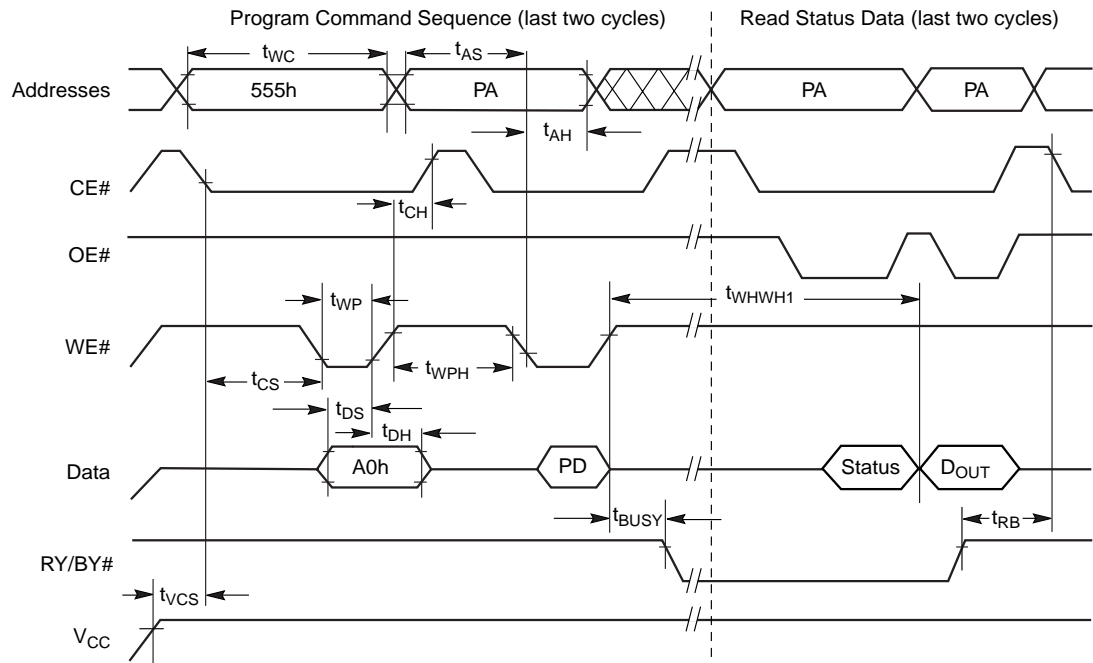 Program Command Sequence (last two cycles) Read Status Data (last two cycles)
tWC tAS
Addresses 555h PA PA PA
tAH
CE#
tCH
OE#
tWP tWHWH1
WE#
tCS tWPH
tDS
tDH
Data A0h PD Status DOUT
tBUSY tRB
RY/BY#
tVCS
VCC